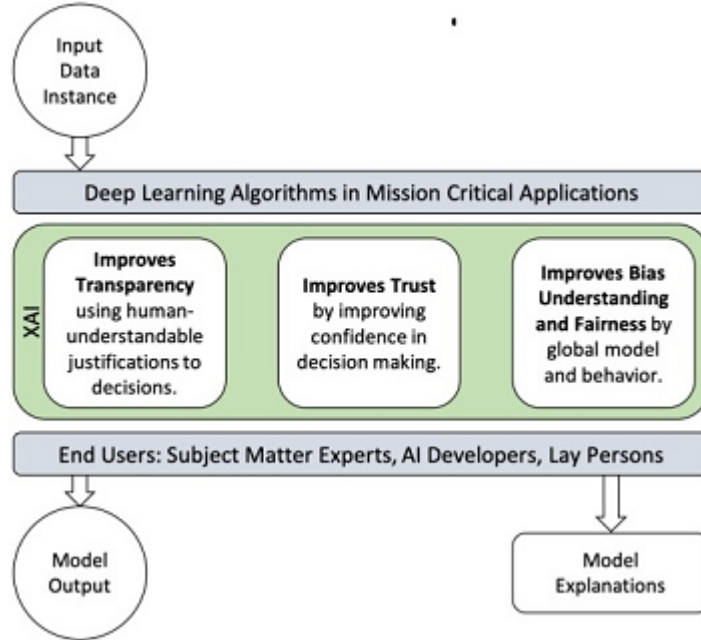 Input
Data
Instance
Deep Learning Algorithms in Mission Critical Applications
XAI
Improves
Transparency
using human-
understandable
justifications to
decisions.
Improves Trust
by improving
confidence in
decision making.
Improves Bias
Understanding
and Fairness by
global model
and behavior.
End Users: Subject Matter Experts, AI Developers, Lay Persons
Model
Output
Model
Explanations